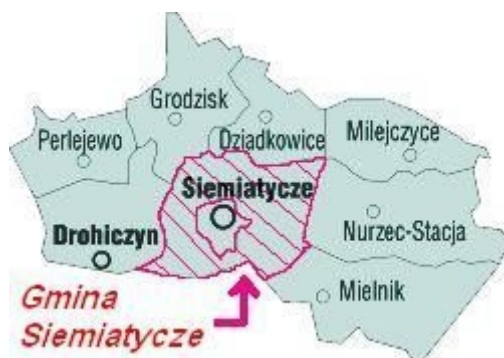 Grodzisk
Perlejewo
Dziadkowice
Milejczyce
Siemiatycze
Drohiczyn
Nurzec-Stacja
Mielnik
Gmina
Siemiatycze